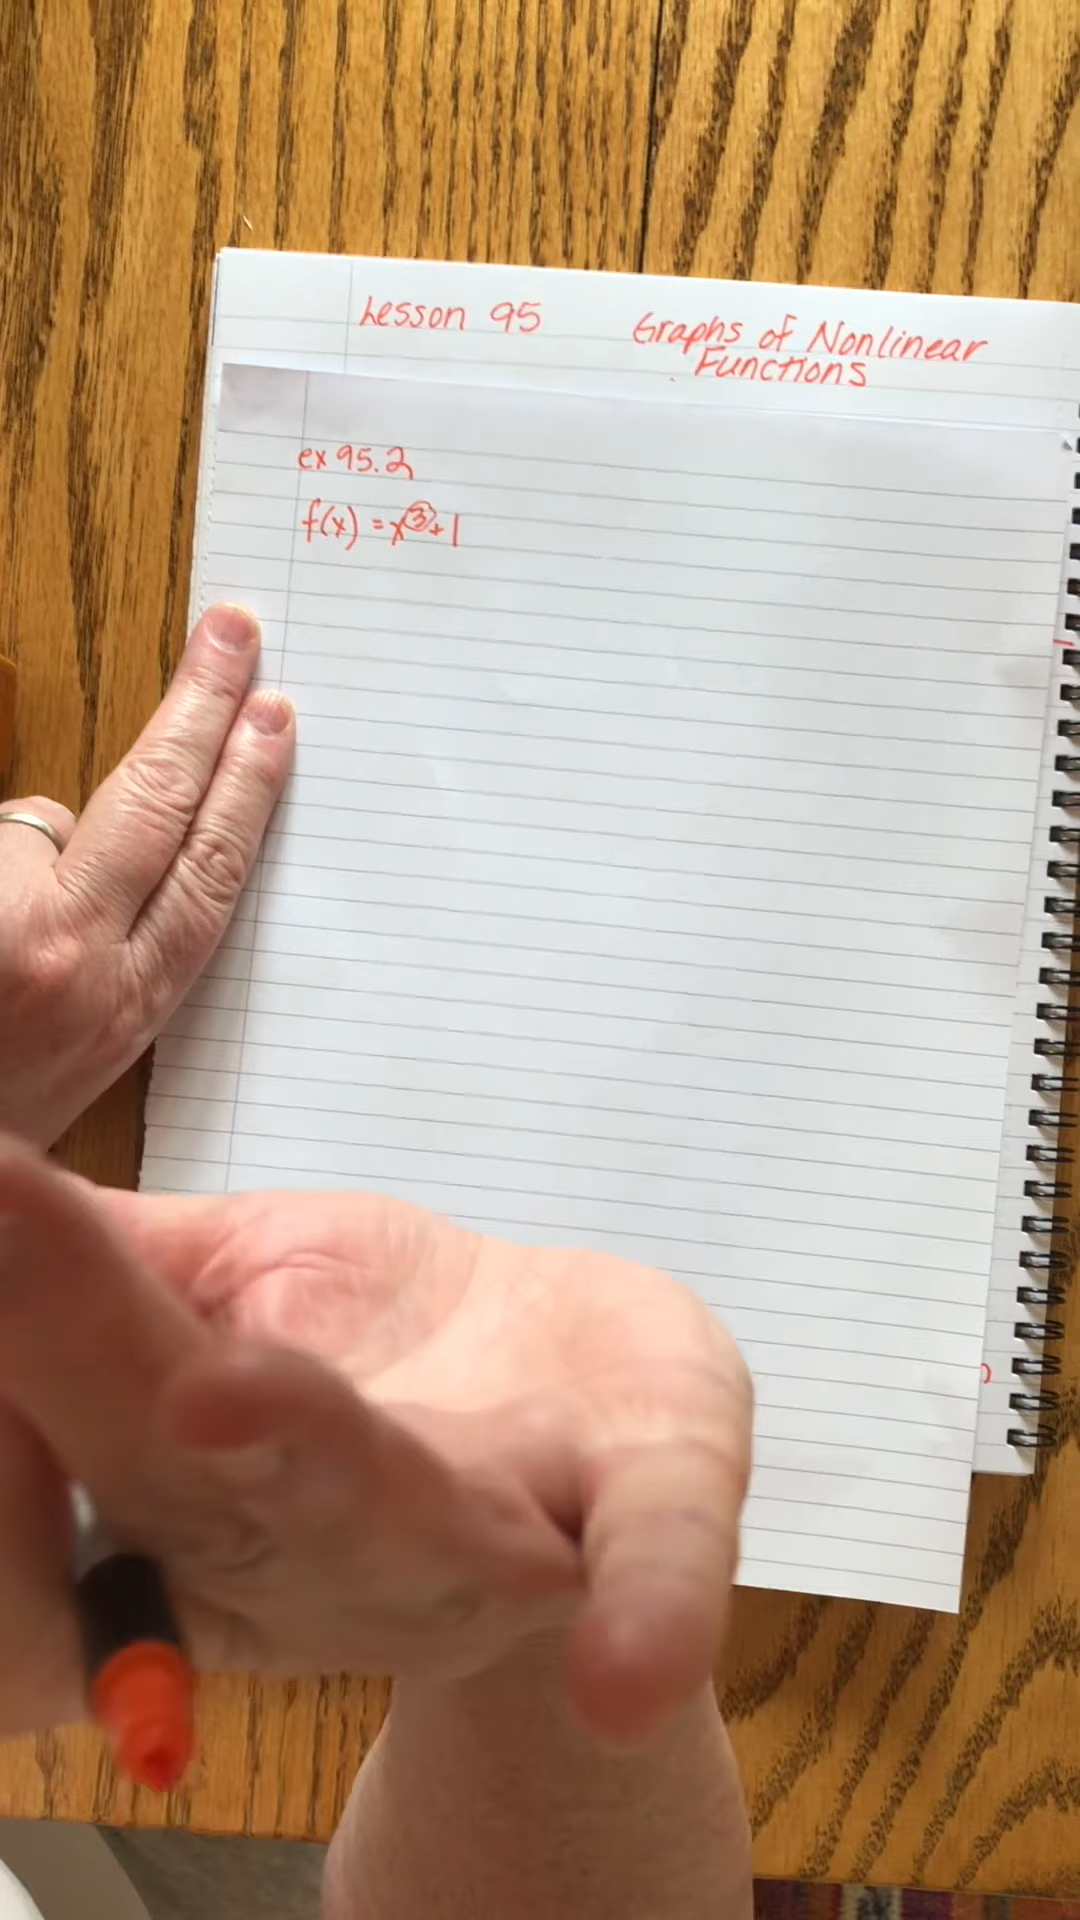 Lesson 95 Graphs of Nonlinear
Functions
ex 95.2
f(x) = x³ + 1